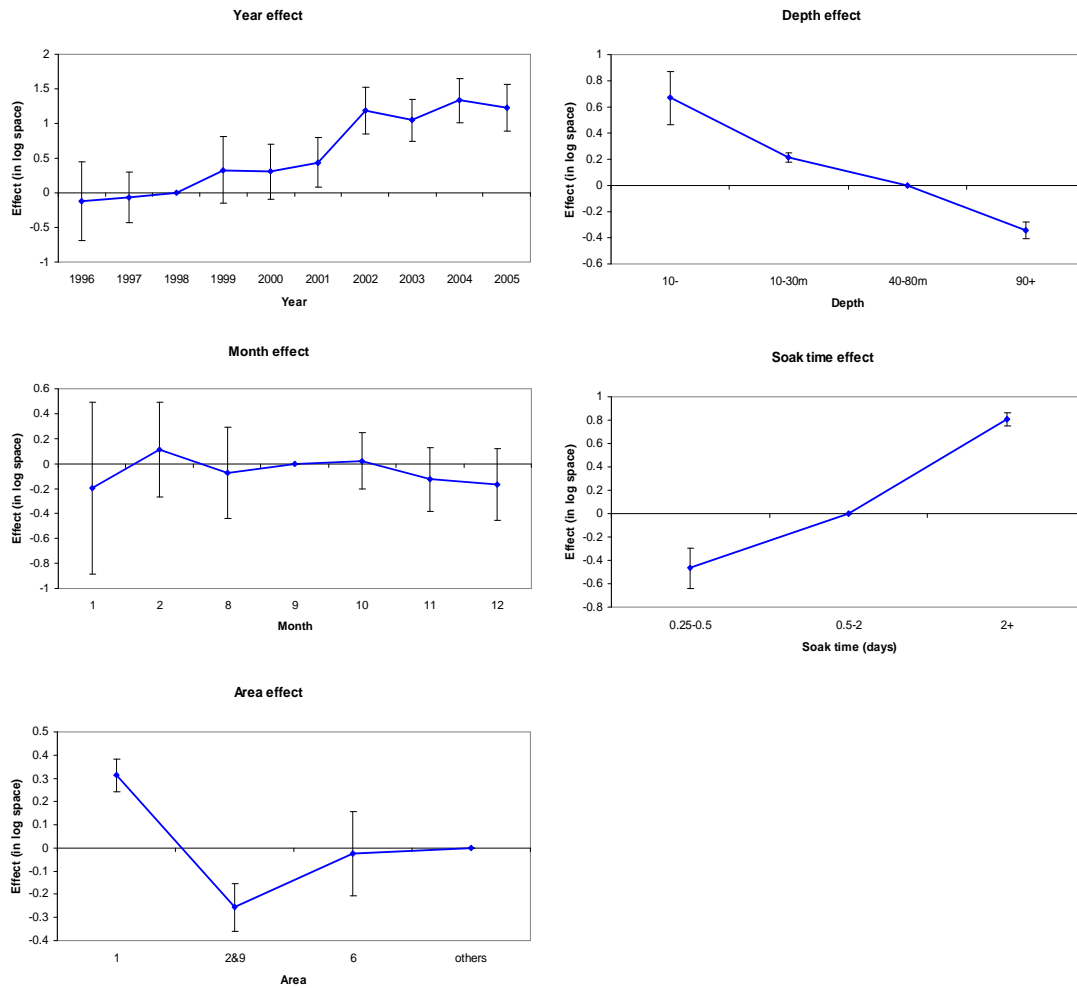 Year effect
Effect (in log space)
2
1.5
1
0.5
0
-0.5
-1
1996 1997 1998 1999 2000 2001 2002 2003 2004 2005
Year
Depth effect
Effect (in log space)
1
0.8
0.6
0.4
0.2
0
-0.2
-0.4
-0.6
10- 10-30m 40-80m 90+
Depth
Month effect
Effect (in log space)
0.6
0.4
0.2
0
-0.2
-0.4
-0.6
-0.8
-1
1 2 8 9 10 11 12
Month
Soak time effect
Effect (in log space)
1
0.8
0.6
0.4
0.2
0
-0.2
-0.4
-0.6
-0.8
0.25-0.5 0.5-2 2+
Soak time (days)
Area effect
Effect (in log space)
0.5
0.4
0.3
0.2
0.1
0
-0.1
-0.2
-0.3
-0.4
1 2&9 6 others
Area